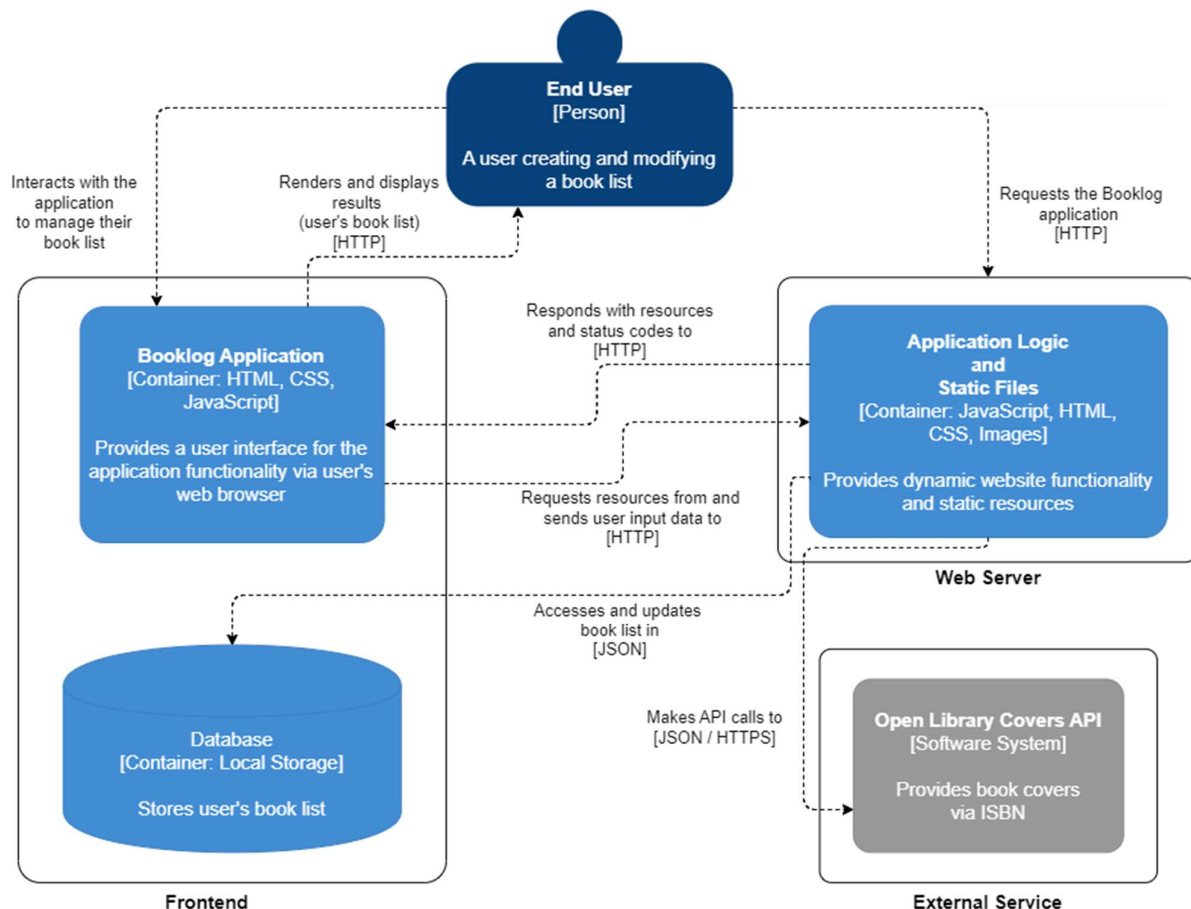 End User
[Person]
A user creating and modifying
a book list
Interacts with the
application
to manage their
book list
Renders and displays
results
(user's book list)
[HTTP]
Requests the Booklog
application
[HTTP]
Booklog Application
[Container: HTML, CSS,
JavaScript]
Provides a user interface for the
application functionality via user's
web browser
Responds with resources
and status codes to
[HTTP]
Requests resources from and
sends user input data to
[HTTP]
Application Logic
and
Static Files
[Container: JavaScript, HTML,
CSS, Images]
Provides dynamic website functionality
and static resources
Web Server
Accesses and updates
book list in
[JSON]
Database
[Container: Local Storage]
Stores user's book list
Makes API calls to
[JSON / HTTPS]
Open Library Covers API
[Software System]
Provides book covers
via ISBN
Frontend
External Service